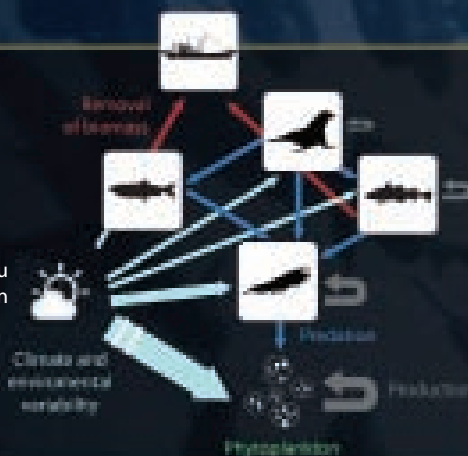 Removal
of biomass
u
n
Climate and
environmental
variability
Predation
Production
Phytoplankton